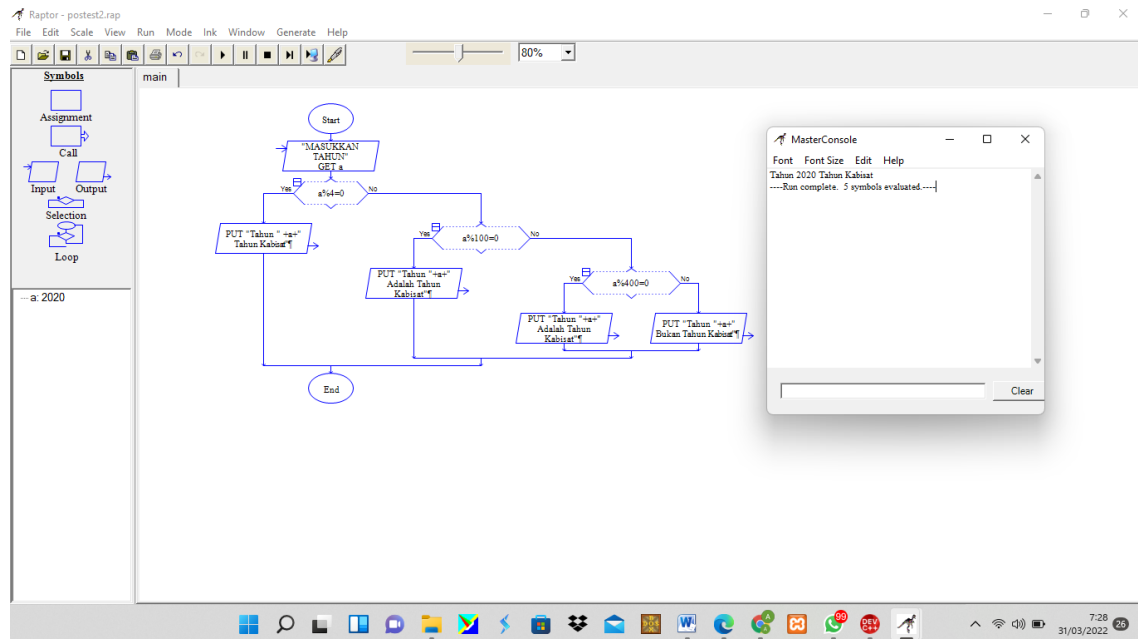 Raptor - postest2.rap
File Edit Scale View Run Mode Ink Window Generate Help
80%
Symbols
Assignment
Call
Input Output
Selection
Loop
a: 2020
main
Start
"MASUKKAN
TAHUN"
GET a
Yes a%4=0 No
PUT "Tahun " +a+"
Tahun Kabisat"¶
Yes a%100=0 No
PUT "Tahun "+a+"
Adalah Tahun
Kabisat"¶
Yes a%400=0 No
PUT "Tahun "+a+"
Adalah Tahun
Kabisat"¶
PUT "Tahun "+a+"
Bukan Tahun Kabisat"¶
End
MasterConsole
Font Font Size Edit Help
Tahun 2020 Tahun Kabisat
----Run complete. 5 symbols evaluated.----
Clear
99
DEV
C++
7:28
31/03/2022
26